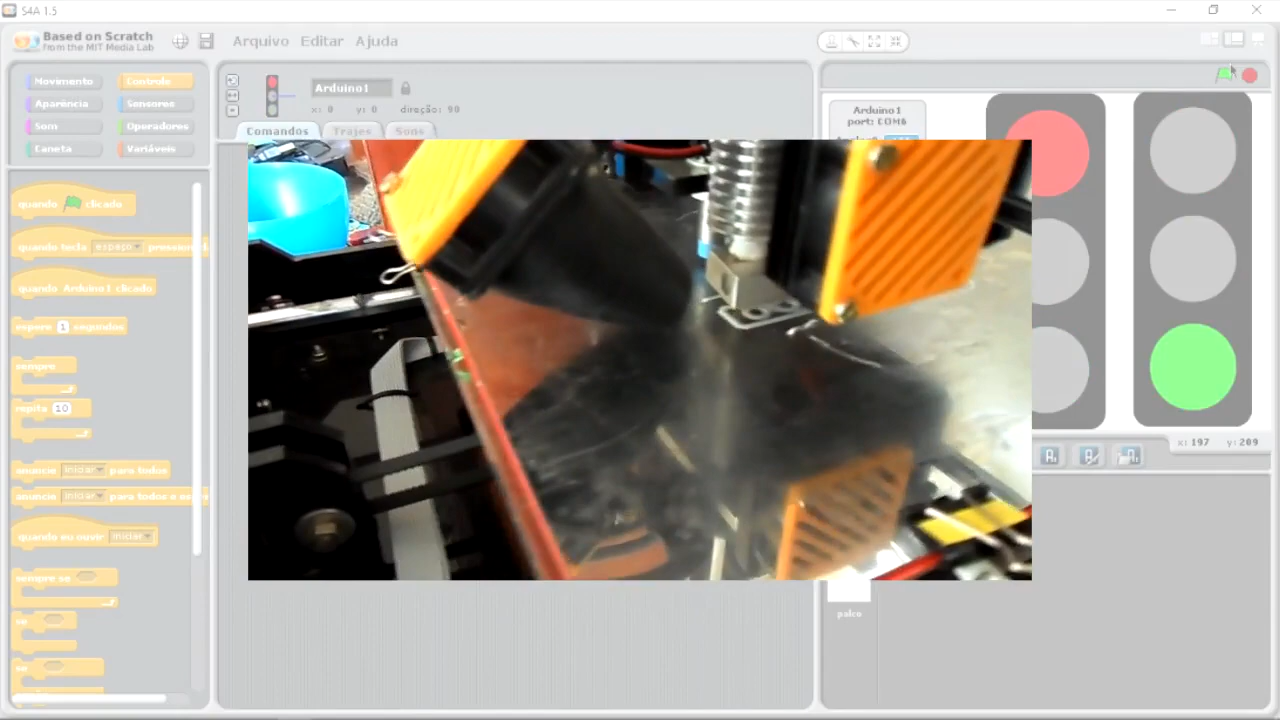 S4A 1.5
Based on Scratch
from the MIT Media Lab
Arquivo Editar Ajuda
Movimento Controle
Aparência Sensores
Som Operadores
Caneta Variáveis
Arduino1
x: 0 y: 0 direção: 90
Comandos Trajes Sons
quando clicado
quando tecla espaço
quando Arduino1 clicado
espere 1 segundos
sempre
repita 10
anuncie iniciar para todos
anuncie iniciar para todos e
quando eu ouvir iniciar
sempre se
se
se
Arduino1
port: COM6
x: 197 y: 209
palco